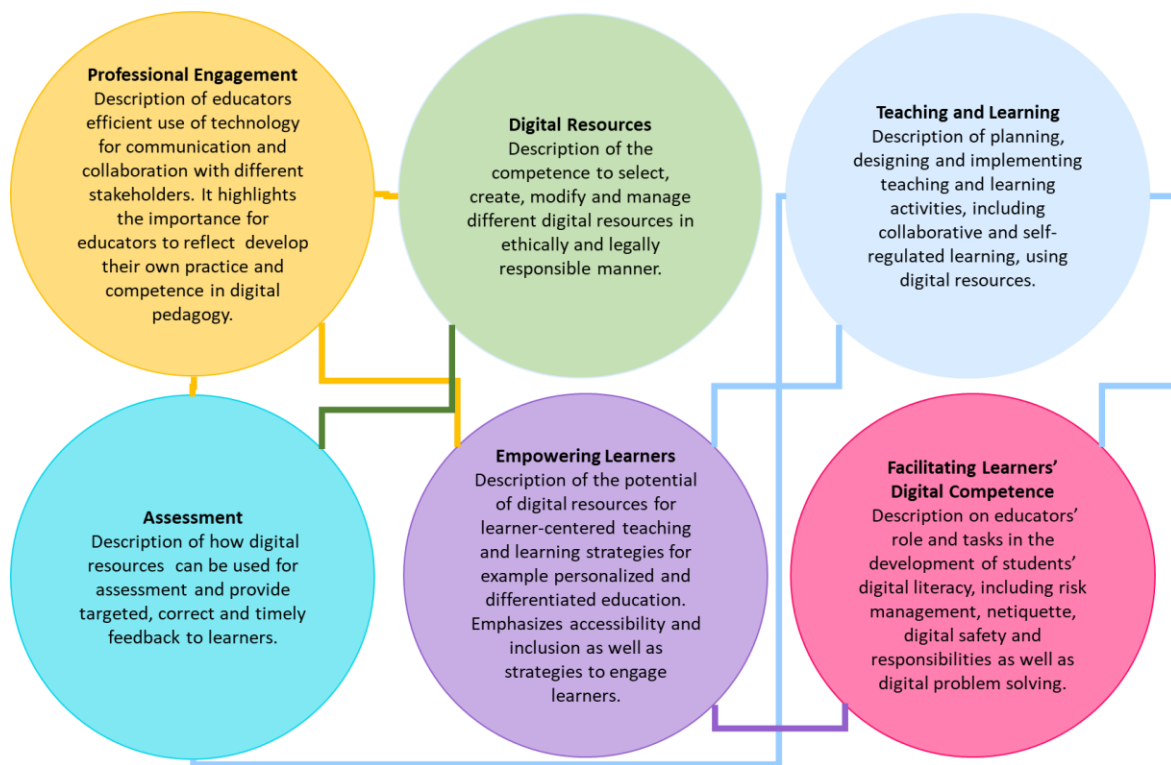 Professional Engagement
Description of educators
efficient use of technology
for communication and
collaboration with different
stakeholders. It highlights
the importance for
educators to reflect  develop
their own practice and
competence in digital
pedagogy.
Digital Resources
Description of the
competence to select,
create, modify and manage
different digital resources in
ethically and legally
responsible manner.
Teaching and Learning
Description of planning,
designing and implementing
teaching and learning
activities, including
collaborative and self-
regulated learning, using
digital resources.
Assessment
Description of how digital
resources  can be used for
assessment and provide
targeted, correct and timely
feedback to learners.
Empowering Learners
Description of the potential
of digital resources for
learner-centered teaching
and learning strategies for
example personalized and
differentiated education.
Emphasizes accessibility and
inclusion as well as
strategies to engage
learners.
Facilitating Learners’
Digital Competence
Description on educators’
role and tasks in the
development of students’
digital literacy, including risk
management, netiquette,
digital safety and
responsibilities as well as
digital problem solving.